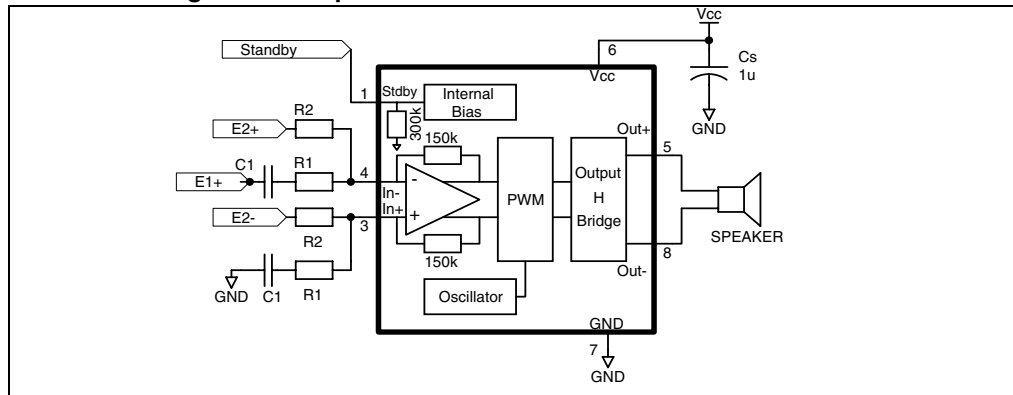 Vcc
Standby
6
Cs
1u
Vcc
1
Stdby
Internal
Bias
300k
GND
R2
E2+
150k
Out+
5
C1
R1
E1+
4
In-
-
In+
+
PWM
Output
H
Bridge
E2-
3
R2
SPEAKER
150k
8
Out-
GND
C1
R1
Oscillator
GND
7
GND